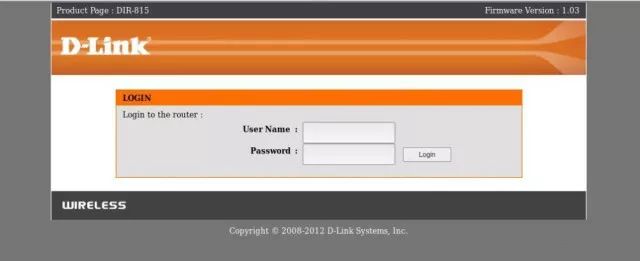 Product Page : DIR-815 Firmware Version : 1.03
D-Link
LOGIN
Login to the router :
User Name :
Password :
Login
WIRELESS
Copyright © 2008-2012 D-Link Systems, Inc.